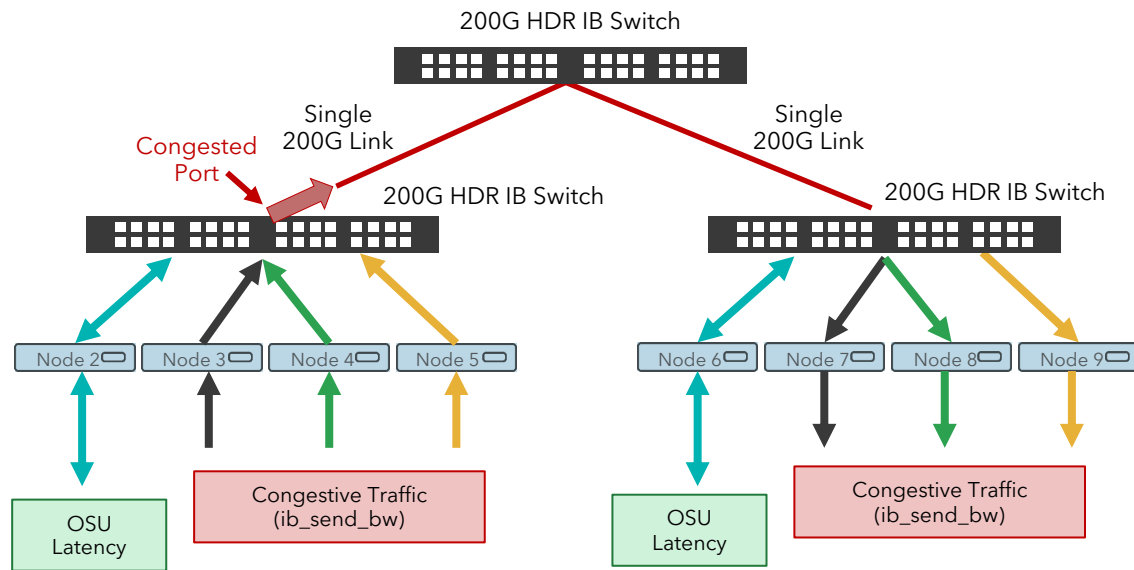 200G HDR IB Switch
Single
200G Link
Single
200G Link
Congested
Port
200G HDR IB Switch
200G HDR IB Switch
Node 2
Node 3
Node 4
Node 5
Node 6
Node 7
Node 8
Node 9
OSU
Latency
Congestive Traffic
(ib_send_bw)
OSU
Latency
Congestive Traffic
(ib_send_bw)